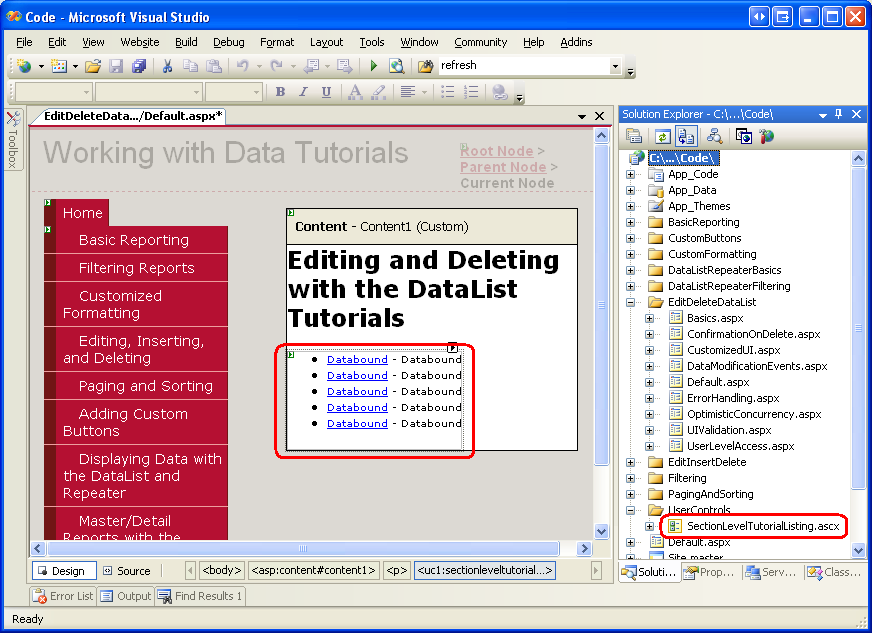 Code - Microsoft Visual Studio
File Edit View Website Build Debug Format Layout Tools Window Community Help Addins
refresh
B I U A
EditDeleteData.../Default.aspx*
Toolbox
Working with Data Tutorials
Root Node >
Parent Node >
Current Node
Home
Basic Reporting
Filtering Reports
Customized
Formatting
Editing, Inserting,
and Deleting
Paging and Sorting
Adding Custom
Buttons
Displaying Data with
the DataList and
Repeater
Master/Detail
Reports with the
Content - Content1 (Custom)
Editing and Deleting
with the DataList
Tutorials
Databound - Databound
Databound - Databound
Databound - Databound
Databound - Databound
Databound - Databound
Design Source <body> <asp:content#content1> <p> <uc1:sectionleveltutorial...>
Error List Output Find Results 1
Ready
Solution Explorer - C:\...\Code\
C:\...\Code\
App_Code
App_Data
App_Themes
BasicReporting
CustomButtons
CustomFormatting
DataListRepeaterBasics
DataListRepeaterFiltering
EditDeleteDataList
Basics.aspx
ConfirmationOnDelete.aspx
CustomizedUI.aspx
DataModificationEvents.aspx
Default.aspx
ErrorHandling.aspx
OptimisticConcurrency.aspx
UIValidation.aspx
UserLevelAccess.aspx
EditInsertDelete
Filtering
PagingAndSorting
UserControls
SectionLevelTutorialListing.ascx
Default.aspx
Site.master
Soluti... Prop... Serv... Class...